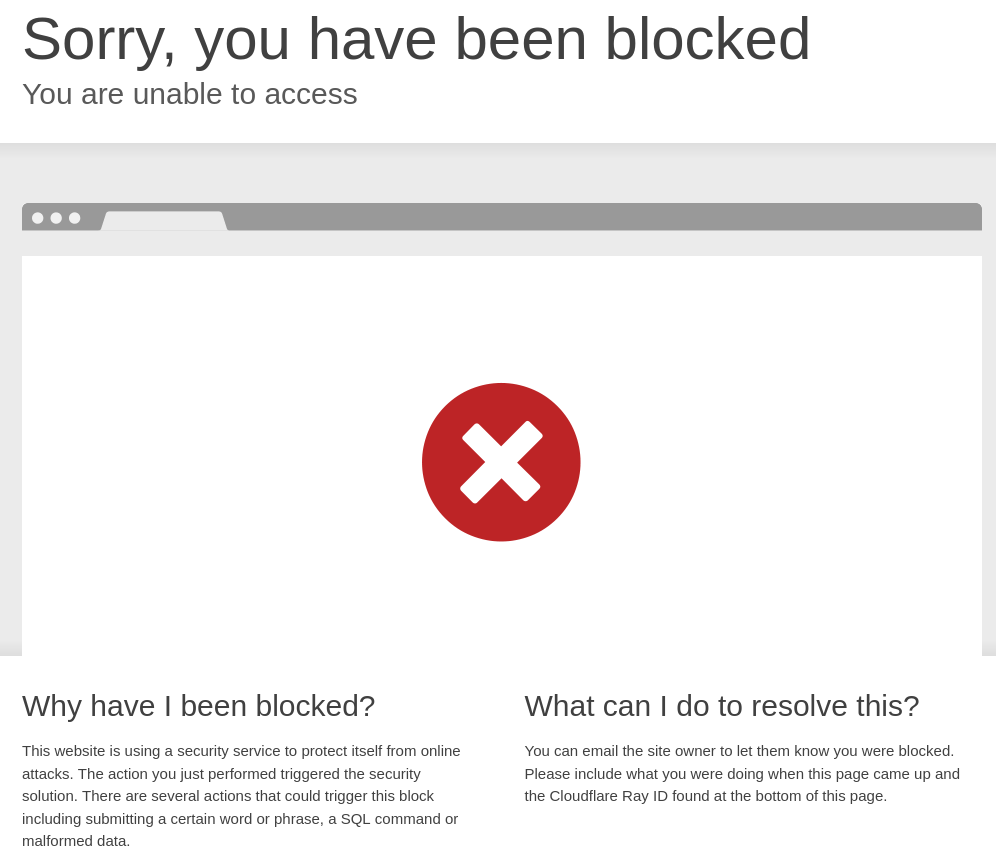 Sorry, you have been blocked
You are unable to access
Why have I been blocked?
This website is using a security service to protect itself from online
attacks. The action you just performed triggered the security
solution. There are several actions that could trigger this block
including submitting a certain word or phrase, a SQL command or
malformed data.
What can I do to resolve this?
You can email the site owner to let them know you were blocked.
Please include what you were doing when this page came up and
the Cloudflare Ray ID found at the bottom of this page.